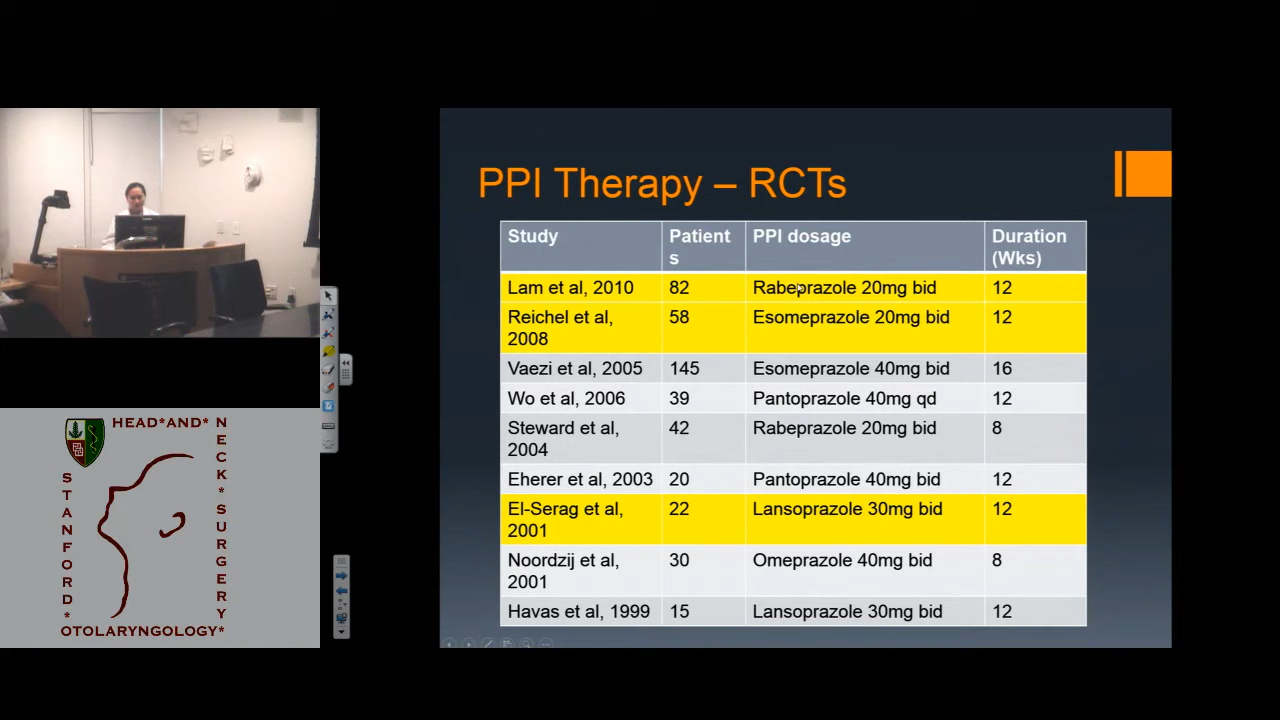 PPI Therapy – RCTs
Study Patient PPI dosage Duration
s (Wks)
Lam et al, 2010 82 Rabeprazole 20mg bid 12
Reichel et al, 58 Esomeprazole 20mg bid 12
2008
Vaezi et al, 2005 145 Esomeprazole 40mg bid 16
Wo et al, 2006 39 Pantoprazole 40mg qd 12
Steward et al, 42 Rabeprazole 20mg bid 8
2004
Eherer et al, 2003 20 Pantoprazole 40mg bid 12
El-Serag et al, 22 Lansoprazole 30mg bid 12
2001
Noordzij et al, 30 Omeprazole 40mg bid 8
2001
Havas et al, 1999 15 Lansoprazole 30mg bid 12
HEAD*AND*
NECK*SURGERY*
STANFORD*
OTOLARYNGOLOGY*